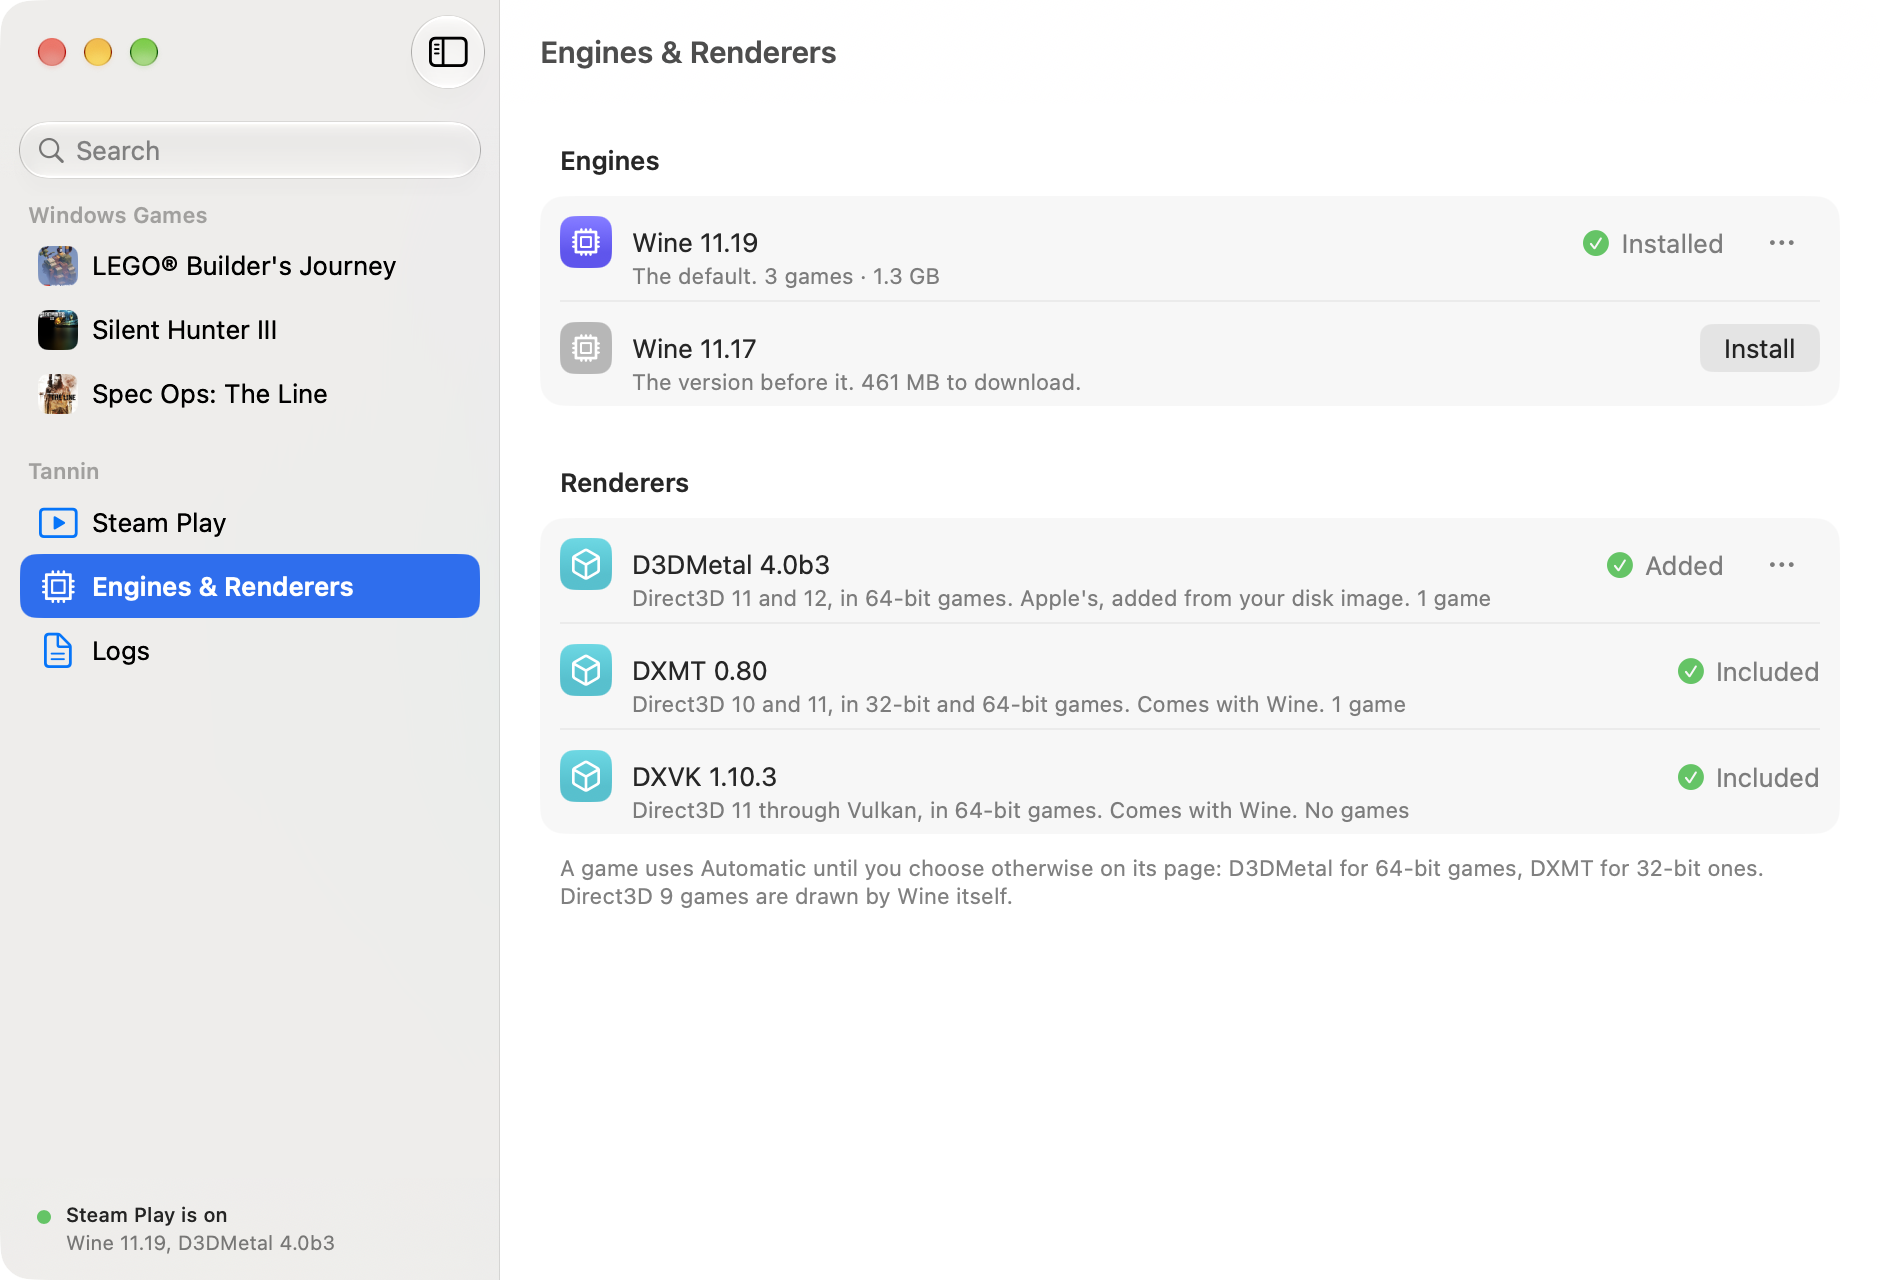 Search
Windows Games
LEGO® Builder's Journey
Silent Hunter III
Spec Ops: The Line
Tannin
Steam Play
Engines & Renderers
Logs
Steam Play is on
Wine 11.19, D3DMetal 4.0b3
Engines & Renderers
Engines
Wine 11.19
The default. 3 games · 1.3 GB
Installed
Wine 11.17
The version before it. 461 MB to download.
Install
Renderers
D3DMetal 4.0b3
Direct3D 11 and 12, in 64-bit games. Apple's, added from your disk image. 1 game
Added
DXMT 0.80
Direct3D 10 and 11, in 32-bit and 64-bit games. Comes with Wine. 1 game
Included
DXVK 1.10.3
Direct3D 11 through Vulkan, in 64-bit games. Comes with Wine. No games
Included
A game uses Automatic until you choose otherwise on its page: D3DMetal for 64-bit games, DXMT for 32-bit ones.
Direct3D 9 games are drawn by Wine itself.